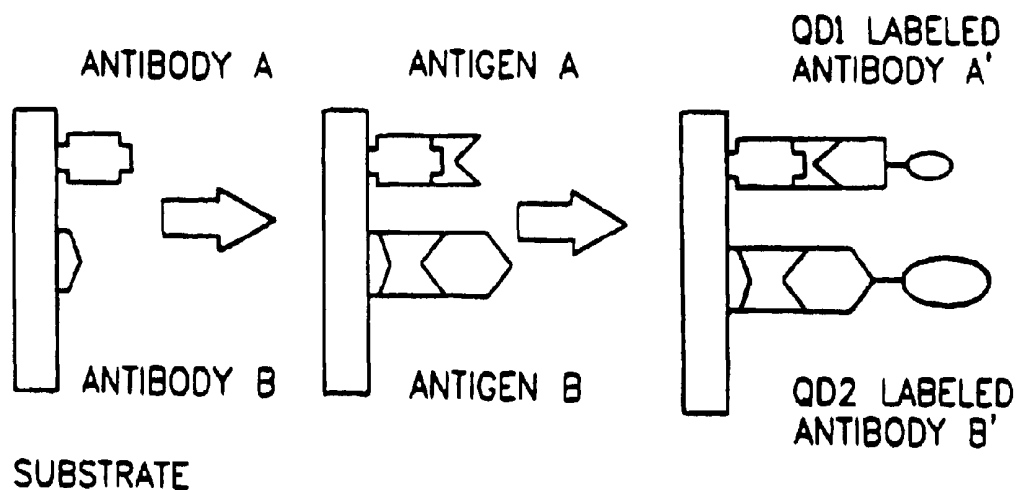 ANTIBODY A
ANTIGEN A
QD1 LABELED
ANTIBODY A'
ANTIBODY B
ANTIGEN B
QD2 LABELED
ANTIBODY B'
SUBSTRATE